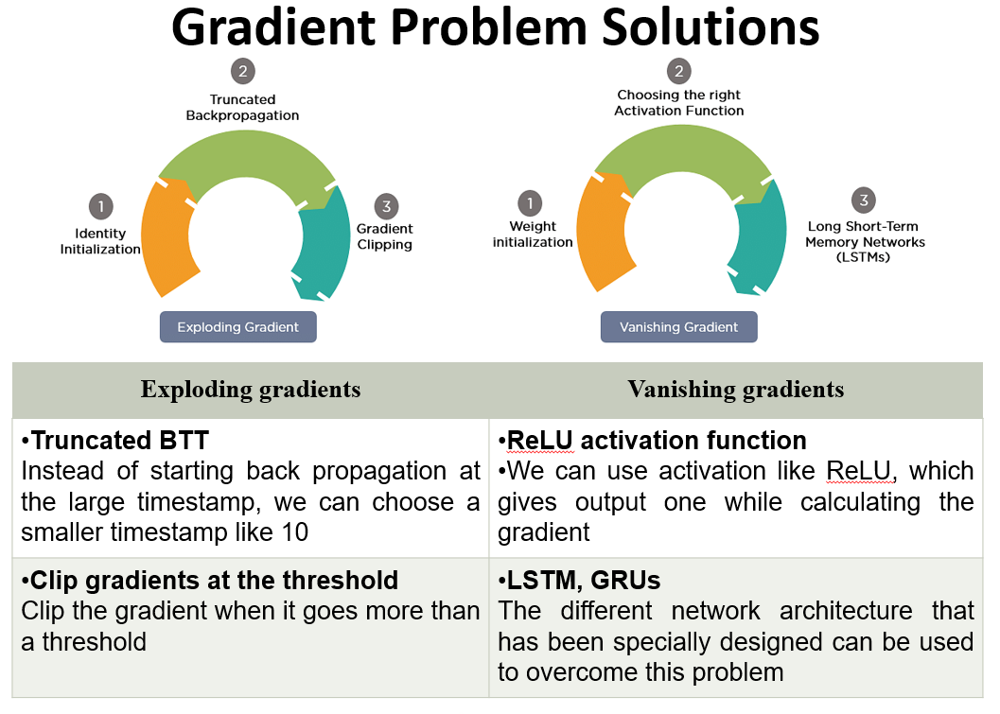 Gradient Problem Solutions
2
Truncated
Backpropagation
1
Identity
Initialization
3
Gradient
Clipping
Exploding Gradient
2
Choosing the right
Activation Function
1
Weight
initialization
3
Long Short-Term
Memory Networks
(LSTMs)
Vanishing Gradient
Exploding gradients
Vanishing gradients
•Truncated BTT
Instead of starting back propagation at
the large timestamp, we can choose a
smaller timestamp like 10
•ReLU activation function
•We can use activation like ReLU, which
gives output one while calculating the
gradient
•Clip gradients at the threshold
Clip the gradient when it goes more than
a threshold
•LSTM, GRUs
The different network architecture that
has been specially designed can be used
to overcome this problem